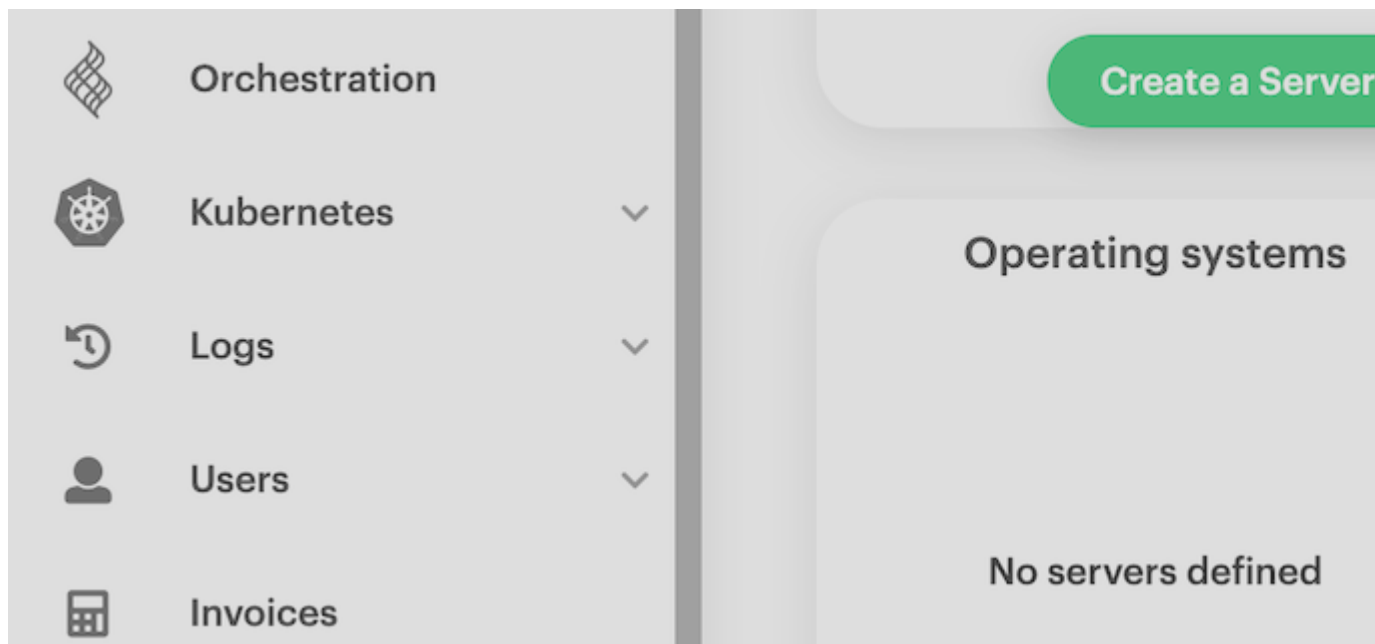 Orchestration
Kubernetes
Logs
Users
Invoices
Create a Server
Operating systems
No servers defined